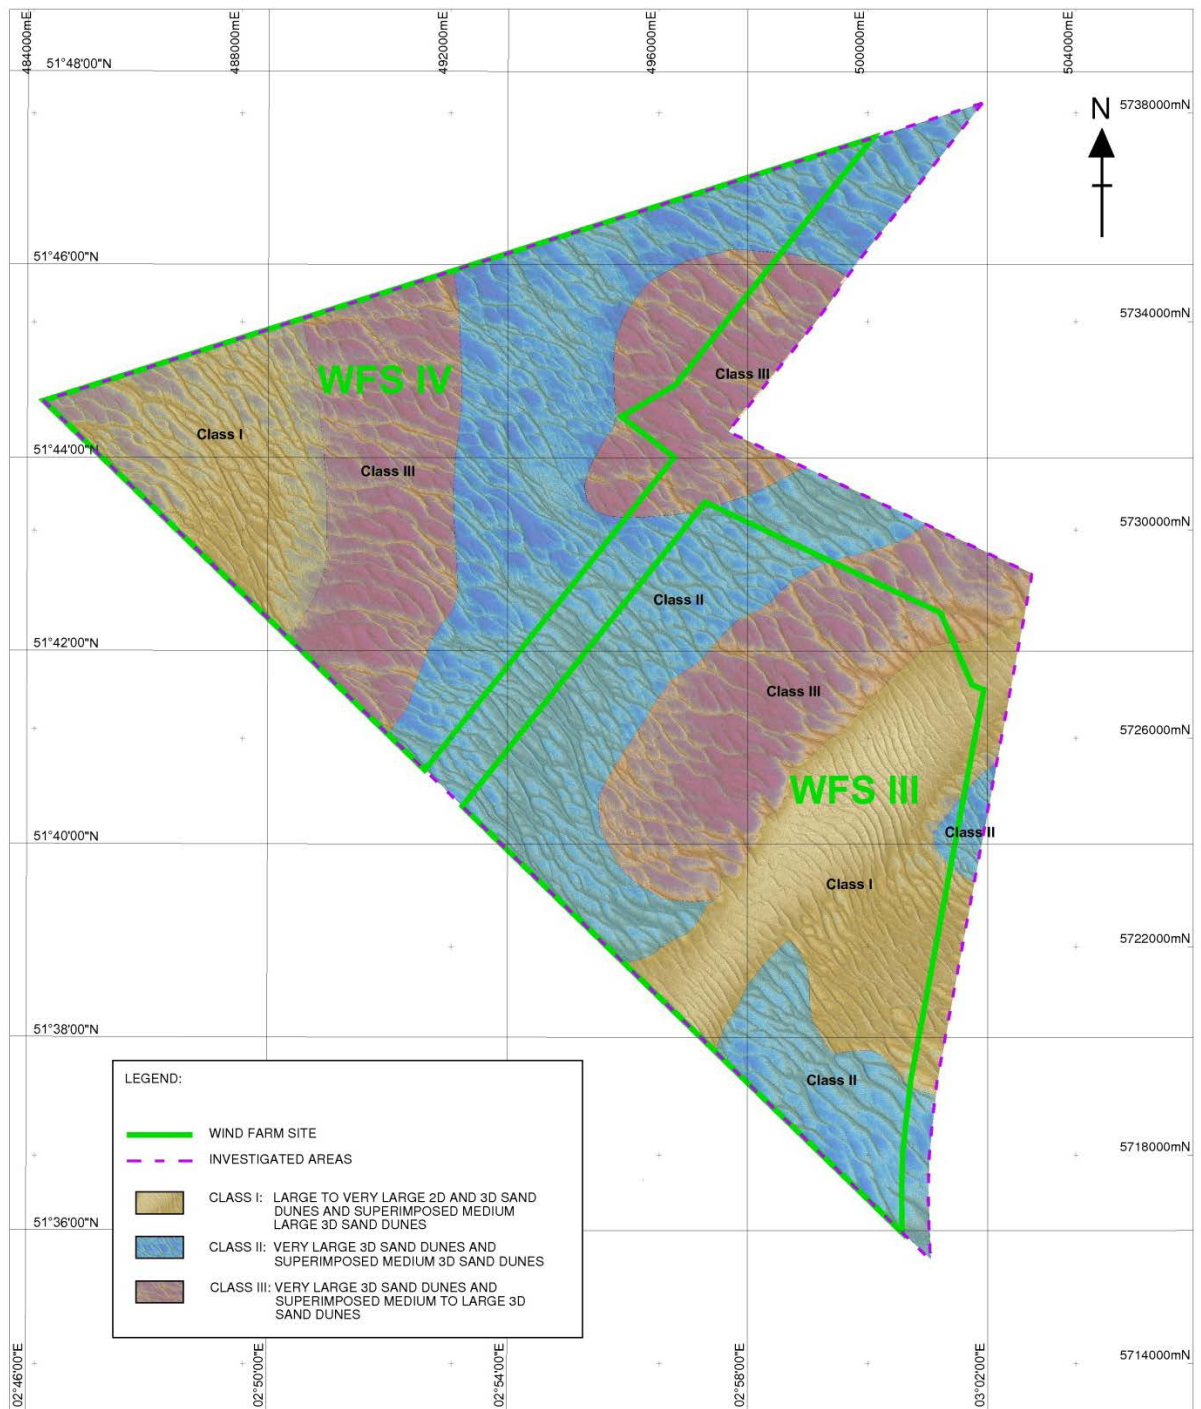 484000mE
488000mE
492000mE
496000mE
500000mE
504000mE
51°48'00"N
N
5738000mN
51°46'00"N
5734000mN
WFS IV
Class III
Class I
51°44'00"N
Class III
5730000mN
Class II
51°42'00"N
Class III
5726000mN
WFS III
51°40'00"N
Class II
Class I
5722000mN
51°38'00"N
Class II
LEGEND:
WIND FARM SITE
INVESTIGATED AREAS
CLASS I: LARGE TO VERY LARGE 2D AND 3D SAND
DUNES AND SUPERIMPOSED MEDIUM
LARGE 3D SAND DUNES
CLASS II: VERY LARGE 3D SAND DUNES AND
SUPERIMPOSED MEDIUM 3D SAND DUNES
CLASS III: VERY LARGE 3D SAND DUNES AND
SUPERIMPOSED MEDIUM TO LARGE 3D
SAND DUNES
5718000mN
51°36'00"N
5714000mN
02°46'00"E
02°50'00"E
02°54'00"E
02°58'00"E
03°02'00"E